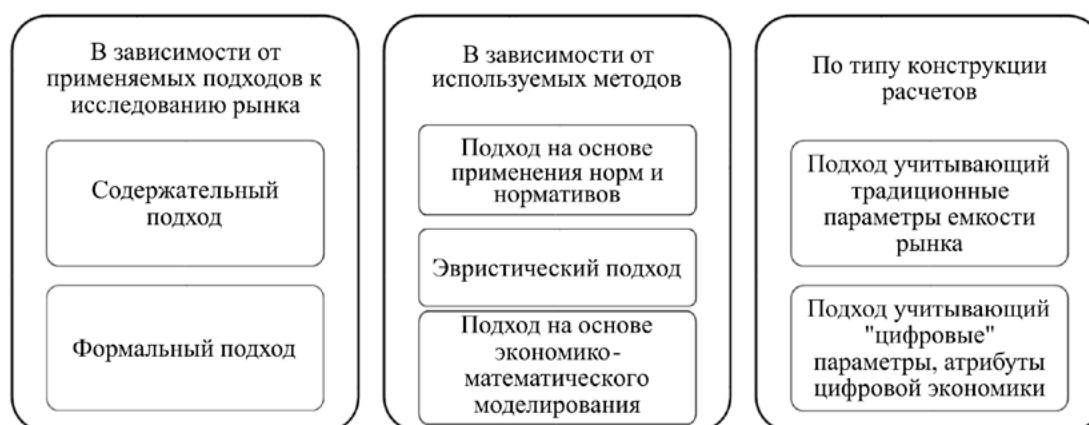 В зависимости от
применяемых подходов к
исследованию рынка
Содержательный
подход
Формальный подход
В зависимости от
используемых методов
Подход на основе
применения норм и
нормативов
Эвристический подход
Подход на основе
экономико-
математического
моделирования
По типу конструкции
расчетов
Подход учитывающий
традиционные
параметры емкости
рынка
Подход учитывающий
"цифровые"
параметры, атрибуты
цифровой экономики